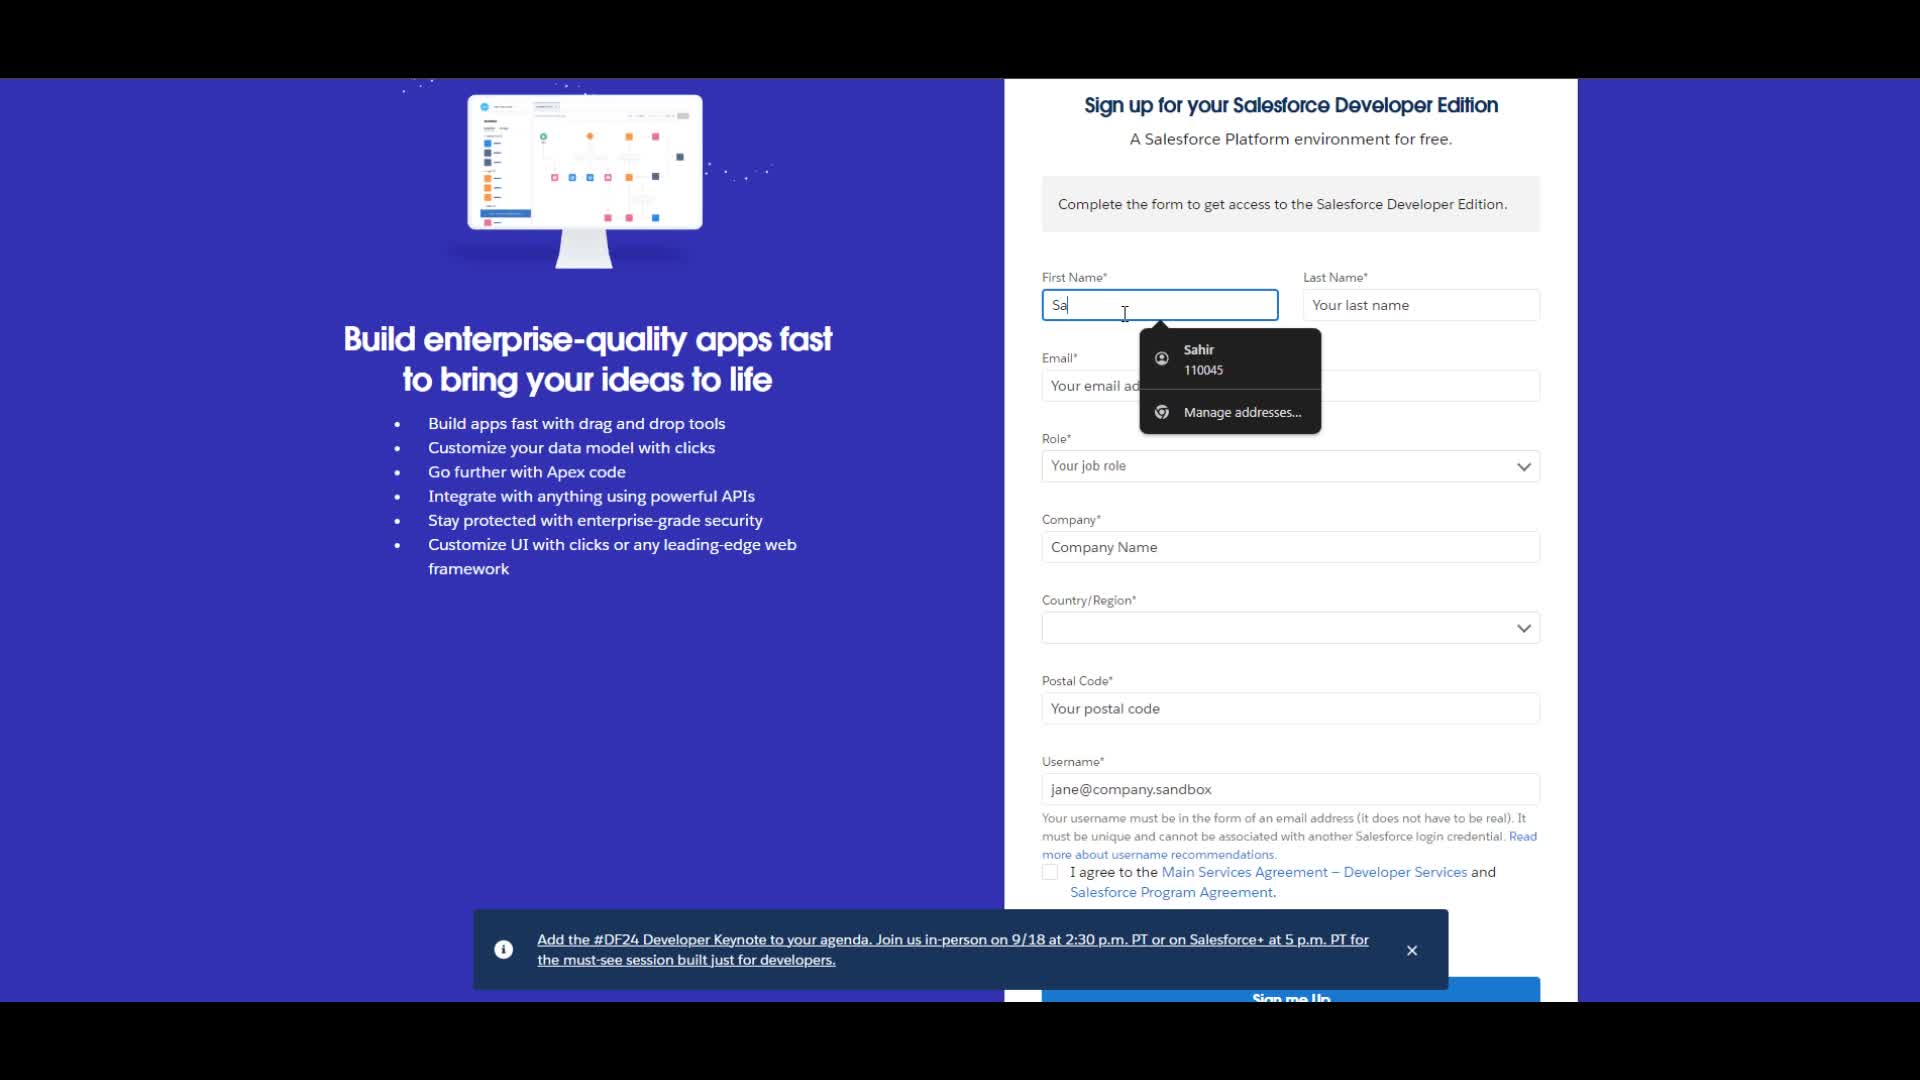 Build enterprise-quality apps fast
to bring your ideas to life
Build apps fast with drag and drop tools
Customize your data model with clicks
Go further with Apex code
Integrate with anything using powerful APIs
Stay protected with enterprise-grade security
Customize UI with clicks or any leading-edge web
framework
Sign up for your Salesforce Developer Edition
A Salesforce Platform environment for free.
Complete the form to get access to the Salesforce Developer Edition.
First Name* Last Name*
Sa Your last name
Sahir
110045
Manage addresses...
Email*
Your email ad
Role*
Your job role
Company*
Company Name
Country/Region*
Postal Code*
Your postal code
Username*
jane@company.sandbox
Your username must be in the form of an email address (it does not have to be real). It
must be unique and cannot be associated with another Salesforce login credential. Read
more about username recommendations.
I agree to the Main Services Agreement – Developer Services and
Salesforce Program Agreement.
Add the #DF24 Developer Keynote to your agenda. Join us in-person on 9/18 at 2:30 p.m. PT or on Salesforce+ at 5 p.m. PT for
the must-see session built just for developers.
Sign me Up